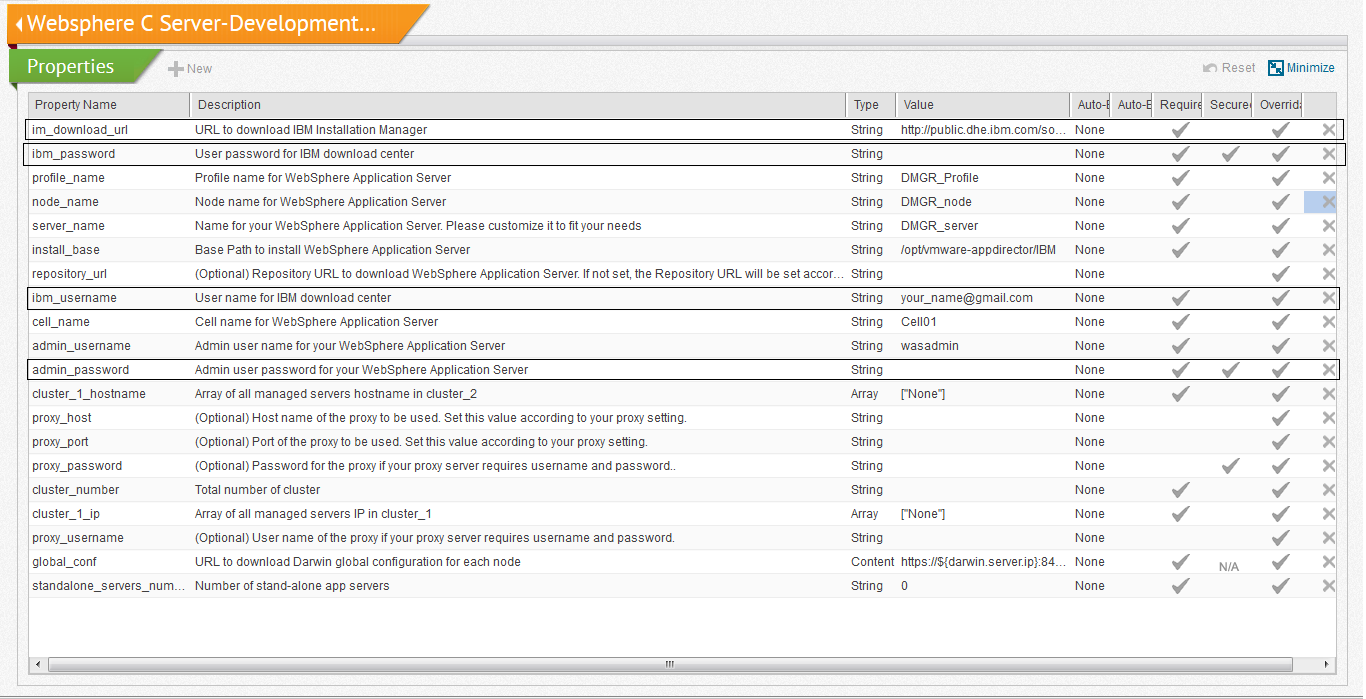 Websphere C Server-Development...
Properties
New
Reset
Minimize
Property Name Description Type Value Auto-E Auto-E Require Secured Overrida
im_download_url URL to download IBM Installation Manager String http://public.dhe.ibm.com/so... None
ibm_password User password for IBM download center String None
profile_name Profile name for WebSphere Application Server String DMGR_Profile None
node_name Node name for WebSphere Application Server String DMGR_node None
server_name Name for your WebSphere Application Server. Please customize it to fit your needs String DMGR_server None
install_base Base Path to install WebSphere Application Server String /opt/vmware-appdirector/IBM None
repository_url (Optional) Repository URL to download WebSphere Application Server. If not set, the Repository URL will be set accor... String None
ibm_username User name for IBM download center String your_name@gmail.com None
cell_name Cell name for WebSphere Application Server String Cell01 None
admin_username Admin user name for your WebSphere Application Server String wasadmin None
admin_password Admin user password for your WebSphere Application Server String None
cluster_1_hostname Array of all managed servers hostname in cluster_2 Array ["None"] None
proxy_host (Optional) Host name of the proxy to be used. Set this value according to your proxy setting. String None
proxy_port (Optional) Port of the proxy to be used. Set this value according to your proxy setting. String None
proxy_password (Optional) Password for the proxy if your proxy server requires username and password.. String None
cluster_number Total number of cluster String None
cluster_1_ip Array of all managed servers IP in cluster_1 Array ["None"] None
proxy_username (Optional) User name of the proxy if your proxy server requires username and password. String None
global_conf URL to download Darwin global configuration for each node Content https://${darwin.server.ip}:84... None N/A
standalone_servers_num... Number of stand-alone app servers String 0 None